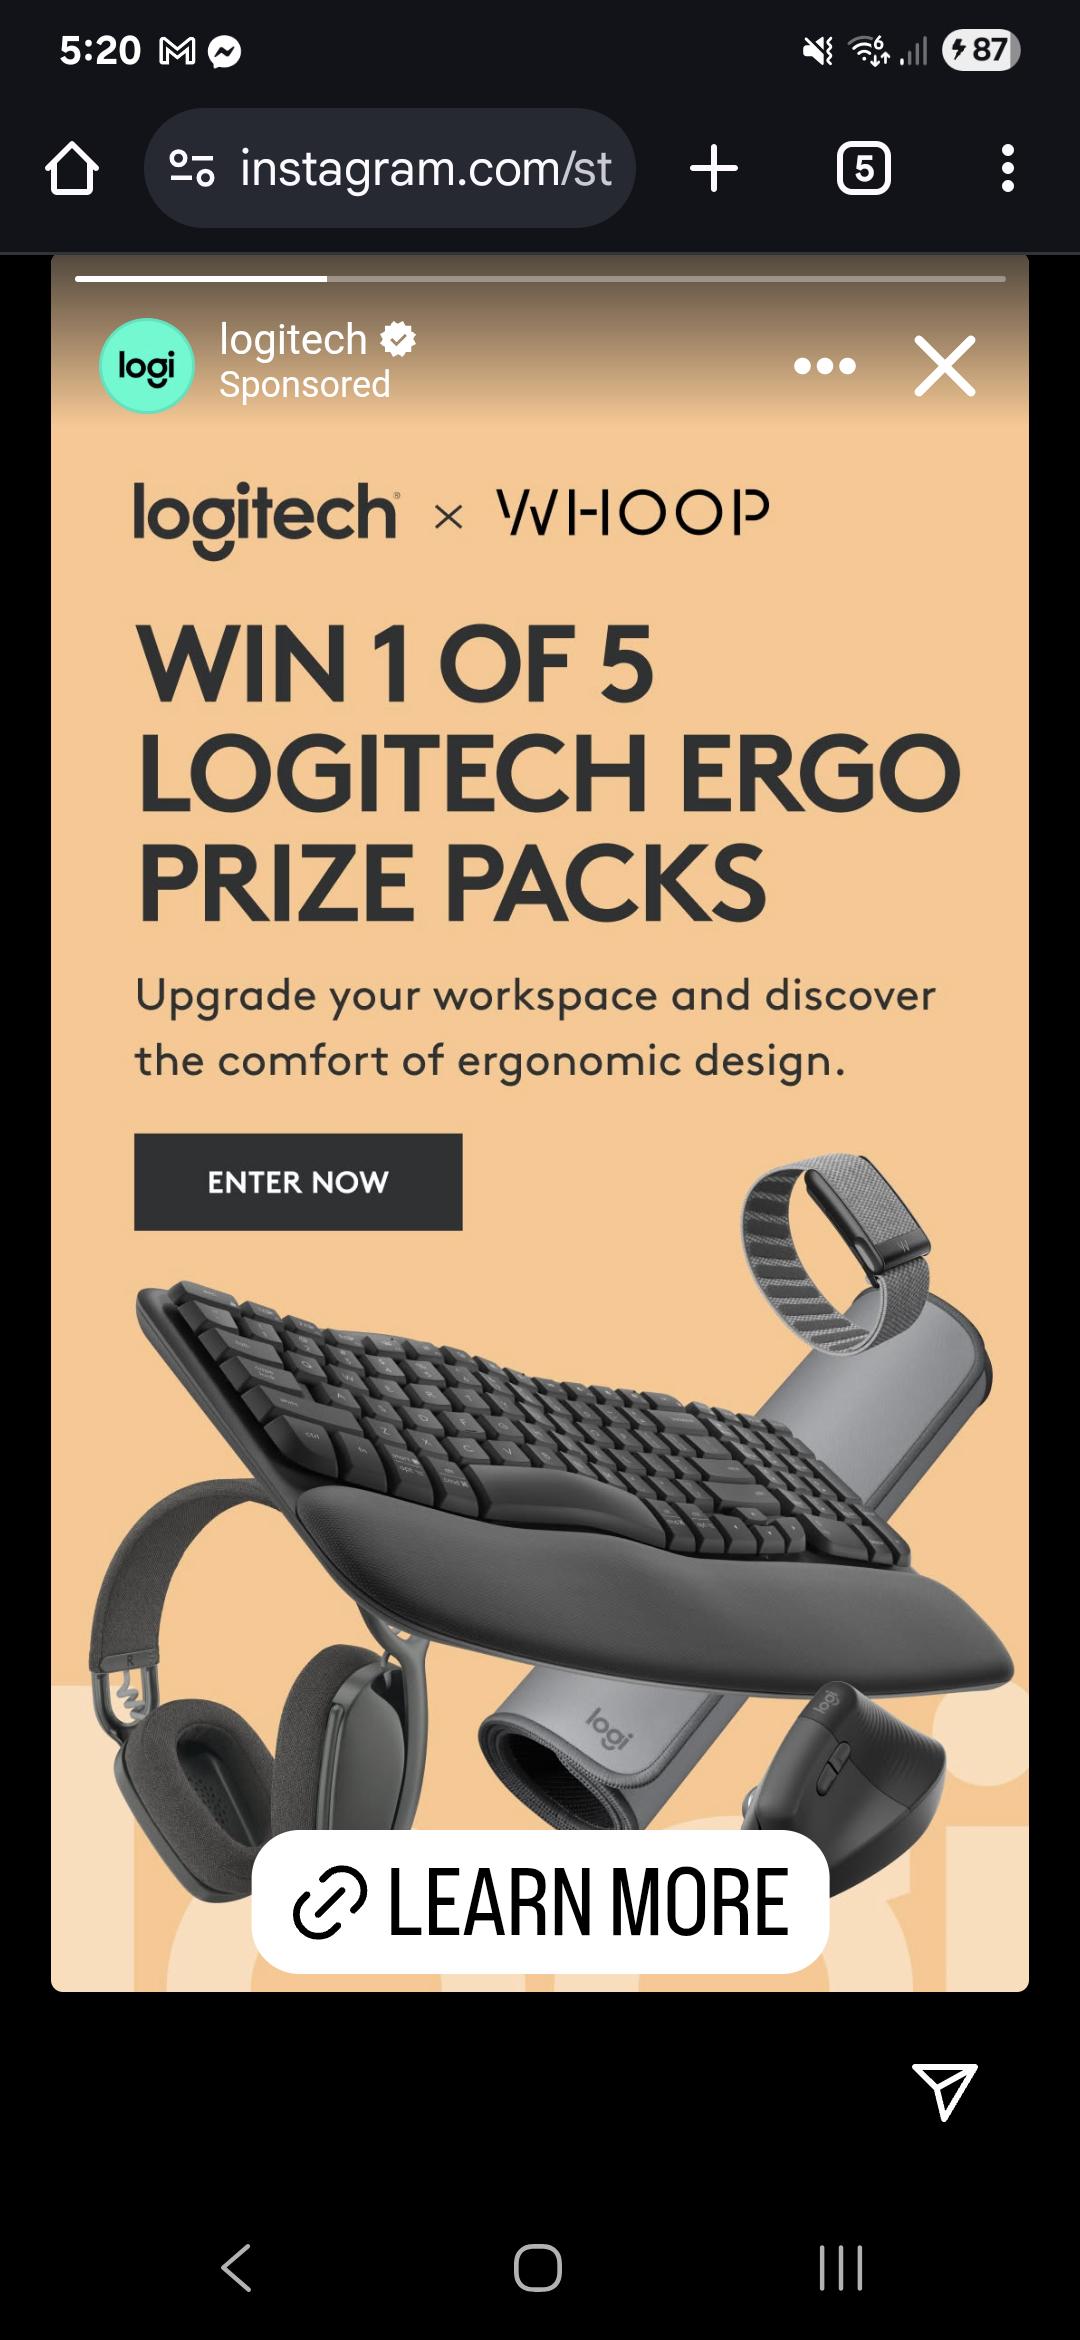 5:20
87
instagram.com/st
5
logi
logitech
Sponsored
logitech® × WHOOP
WIN 1 OF 5
LOGITECH ERGO
PRIZE PACKS
Upgrade your workspace and discover
the comfort of ergonomic design.
ENTER NOW
R
logi
logi
LEARN MORE